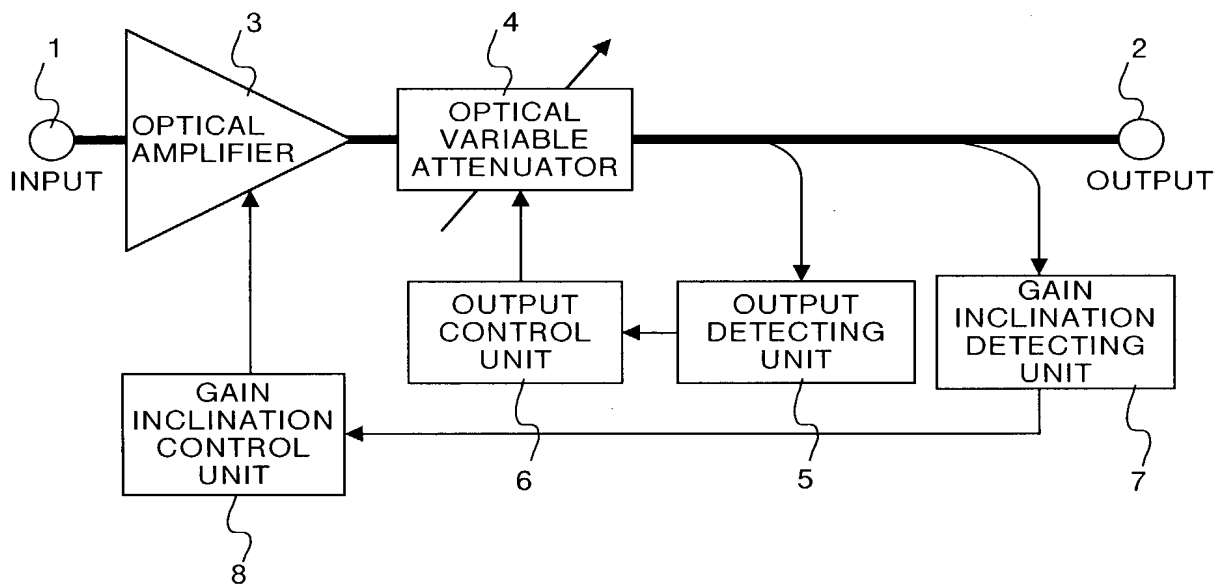 1
3
4
2
OPTICAL
AMPLIFIER
OPTICAL
VARIABLE
ATTENUATOR
INPUT
OUTPUT
OUTPUT
CONTROL
UNIT
OUTPUT
DETECTING
UNIT
GAIN
INCLINATION
DETECTING
UNIT
GAIN
INCLINATION
CONTROL
UNIT
6
5
7
8